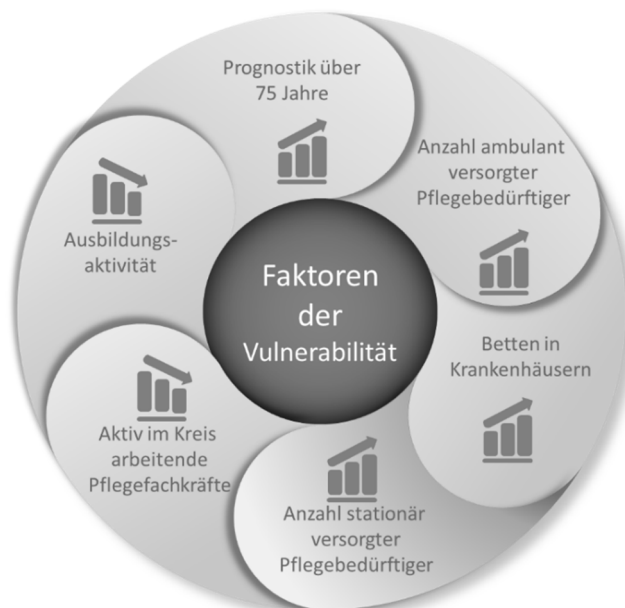 Faktoren
der
Vulnerabilität
Prognostik über
75 Jahre
Anzahl ambulant
versorgter
Pflegebedürftiger
Betten in
Krankenhäusern
Anzahl stationär
versorgter
Pflegebedürftiger
Aktiv im Kreis
arbeitende
Pflegefachkräfte
Ausbildungs-
aktivität